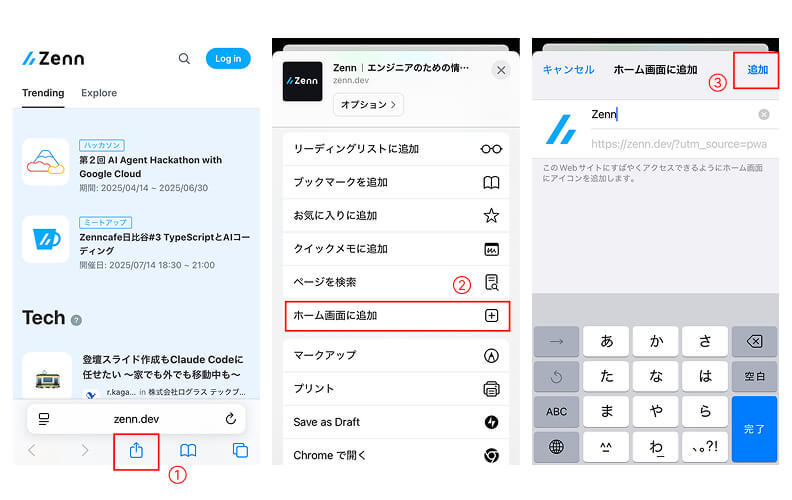 Zenn
Log in
Trending Explore
ハッカソン
第2回 AI Agent Hackathon with
Google Cloud
期間: 2025/04/14 ~ 2025/06/30
ミートアップ
Zenncafe日比谷#3 TypeScriptとAIコー
ディング
開催日: 2025/07/14 18:30 ~ 21:00
Tech ?
登壇スライド作成もClaude Codeに
任せたい 〜家でも外でも移動中も〜
r.kaga... in 株式会社ログラス テックブ...
zenn.dev
①
Zenn
Zenn｜エンジニアのための情…
zenn.dev
オプション >
リーディングリストに追加
ブックマークを追加
お気に入りに追加
クイックメモに追加
ページを検索
②
ホーム画面に追加
マークアップ
プリント
Save as Draft
Chrome で開く
キャンセル ホーム画面に追加 ③ 追加
Zenn
https://zenn.dev/?utm_source=pwa
このWebサイトにすばやくアクセスできるようにホーム画面
にアイコンを追加します。
→ あ か さ
た な は 空白
ABC ま や ら
完了
^^ わ_ 、。?!